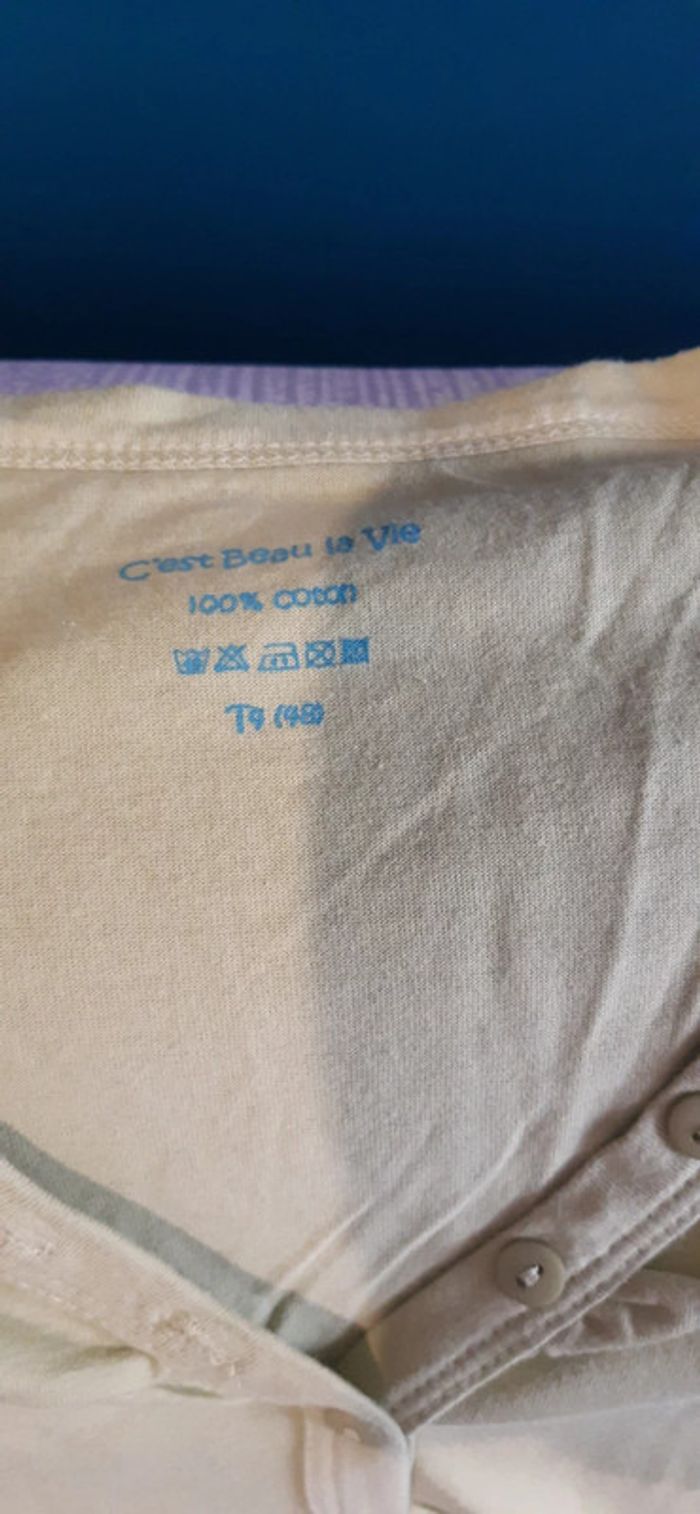 C'est Beau la Vie
100% coton
T4 (48)